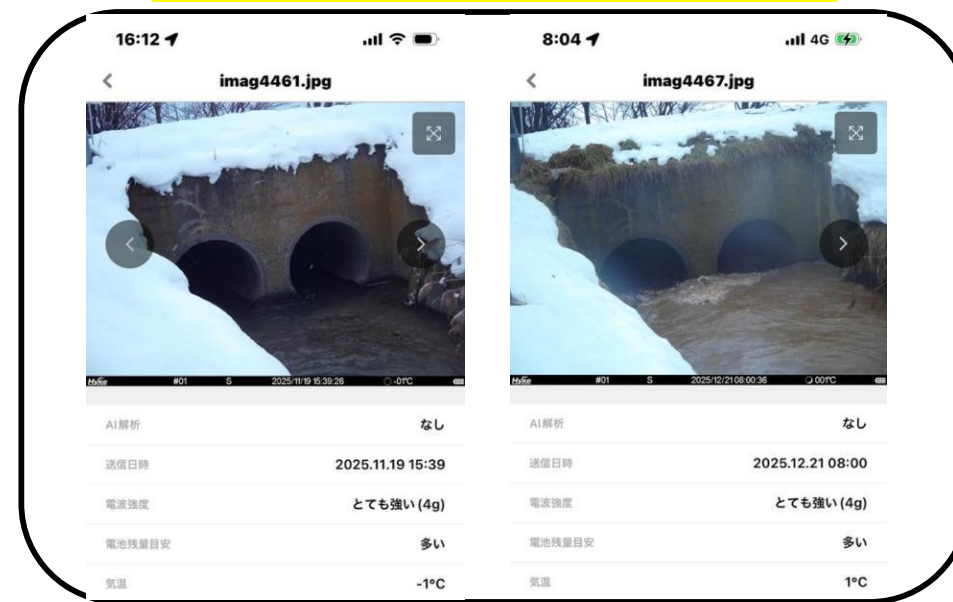 16:12
imag4461.jpg
HyKe #01 S 2025/11/19 15:39:26 -01℃
AI解析 なし
送信日時 2025.11.19 15:39
電波強度 とても強い (4g)
電池残量目安 多い
気温 -1°C
8:04 4G
imag4467.jpg
HyKe #01 S 2025/12/21 08:00:36 001℃
AI解析 なし
送信日時 2025.12.21 08:00
電波強度 とても強い (4g)
電池残量目安 多い
気温 1°C